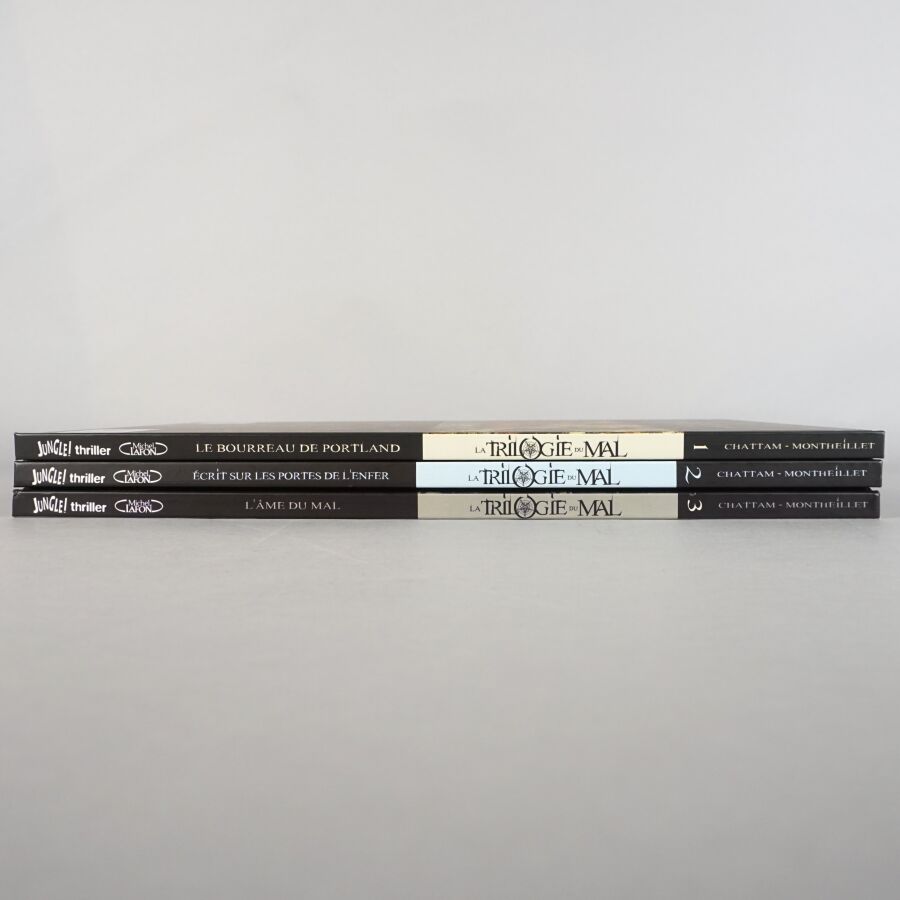 JUNGLE! thriller Michel LAFON LE BOURREAU DE PORTLAND LA TRILOGIE DU MAL 1 CHATTAM - MONTHEILLET
JUNGLE! thriller Michel LAFON ÉCRIT SUR LES PORTES DE L'ENFER LA TRILOGIE DU MAL 2 CHATTAM - MONTHEILLET
JUNGLE! thriller Michel LAFON L'ÂME DU MAL LA TRILOGIE DU MAL 3 CHATTAM - MONTHEILLET